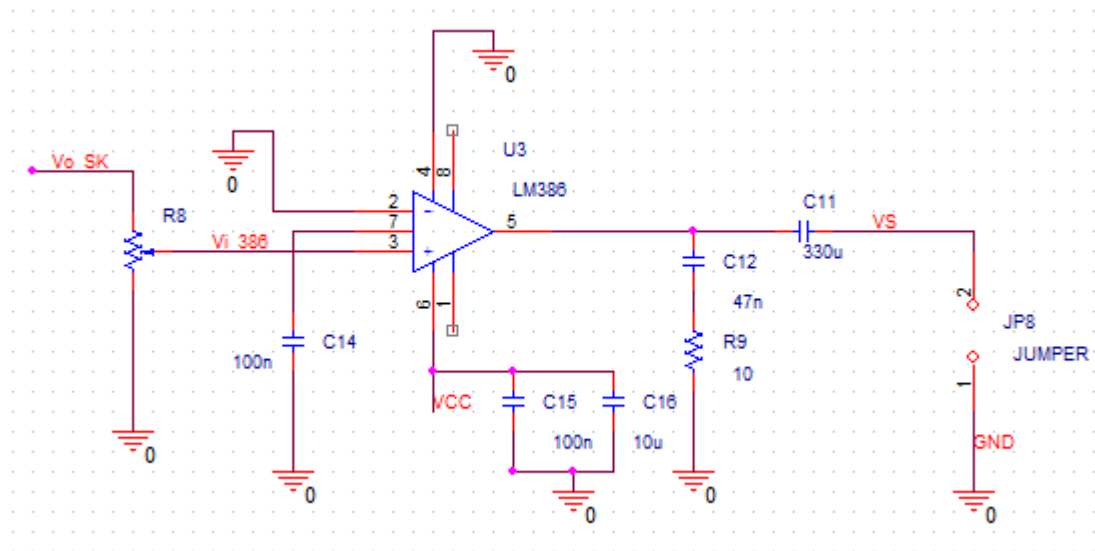 0
Vo_SK
0
R8
Vi_386
0
U3
LM386
4
8
2
7
3
5
6
1
C14
100n
0
VCC
C15
100n
C16
10u
0
C11
330u
VS
C12
47n
R9
10
0
2
JP8
JUMPER
1
GND
0